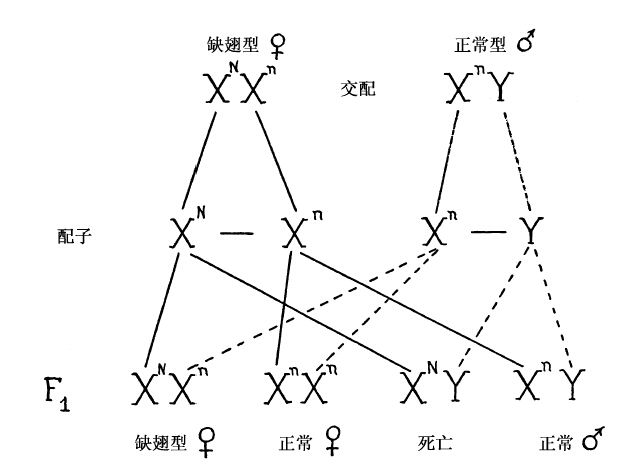 缺翅型 ♀ 正常型 ♂
X^N X^n 交配 X^n Y
配子 X^N — X^n X^n — Y
F₁ X^N X^n X^n X^n X^N Y X^n Y
缺翅型 ♀ 正常 ♀ 死亡 正常 ♂